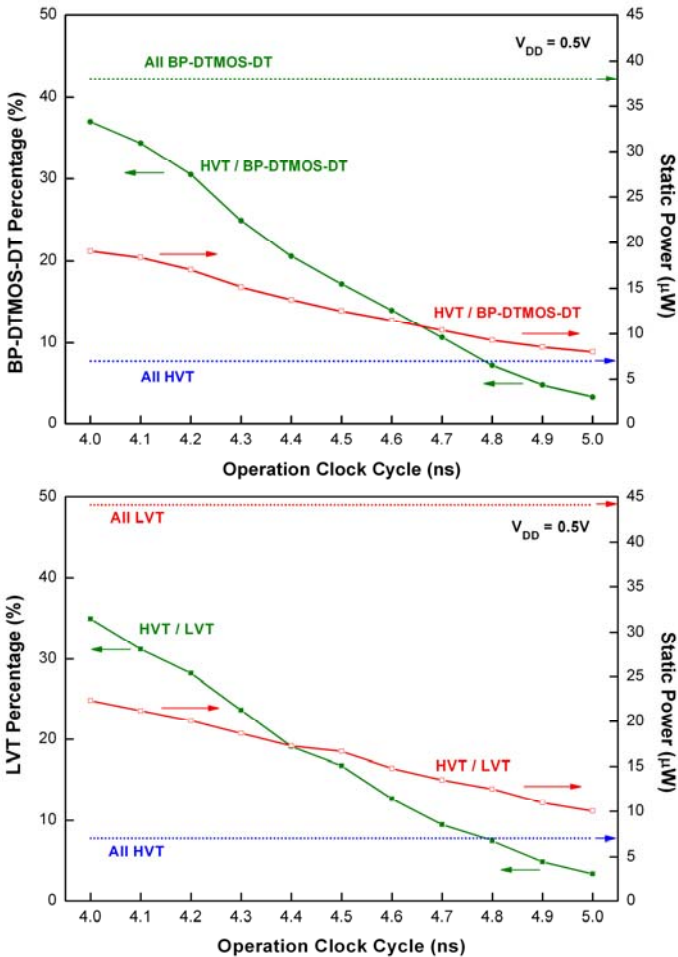 50
45
V_DD = 0.5V
40
All BP-DTMOS-DT
40
35
HVT / BP-DTMOS-DT
30
30
25
20
20
HVT / BP-DTMOS-DT
15
10
10
All HVT
5
0
0
4.0 4.1 4.2 4.3 4.4 4.5 4.6 4.7 4.8 4.9 5.0
Operation Clock Cycle (ns)
BP-DTMOS-DT Percentage (%)
Static Power (μW)
50
45
All LVT
V_DD = 0.5V
40
40
35
HVT / LVT
30
30
25
20
20
HVT / LVT
15
10
10
All HVT
5
0
0
4.0 4.1 4.2 4.3 4.4 4.5 4.6 4.7 4.8 4.9 5.0
Operation Clock Cycle (ns)
LVT Percentage (%)
Static Power (μW)